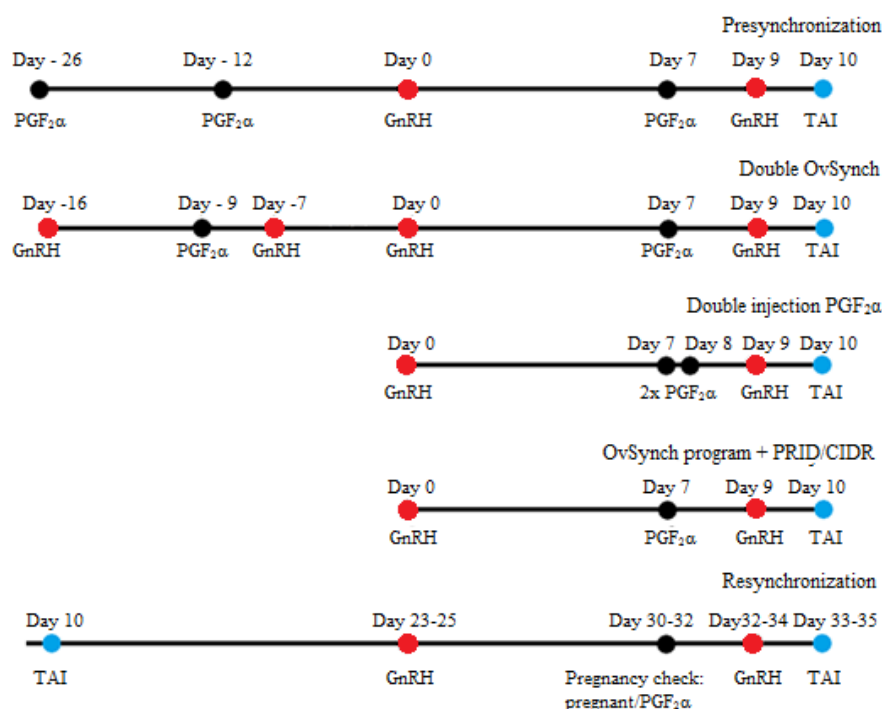 Presynchronization
Day - 26 Day - 12 Day 0 Day 7 Day 9 Day 10
PGF₂α PGF₂α GnRH PGF₂α GnRH TAI
Double OvSynch
Day -16 Day - 9 Day -7 Day 0 Day 7 Day 9 Day 10
GnRH PGF₂α GnRH GnRH PGF₂α GnRH TAI
Double injection PGF₂α
Day 0 Day 7 Day 8 Day 9 Day 10
GnRH 2x PGF₂α GnRH TAI
OvSynch program + PRID/CIDR
Day 0 Day 7 Day 9 Day 10
GnRH PGF₂α GnRH TAI
Resynchronization
Day 10 Day 23-25 Day 30-32 Day32-34 Day 33-35
TAI GnRH Pregnancy check: GnRH TAI
pregnant/PGF₂α